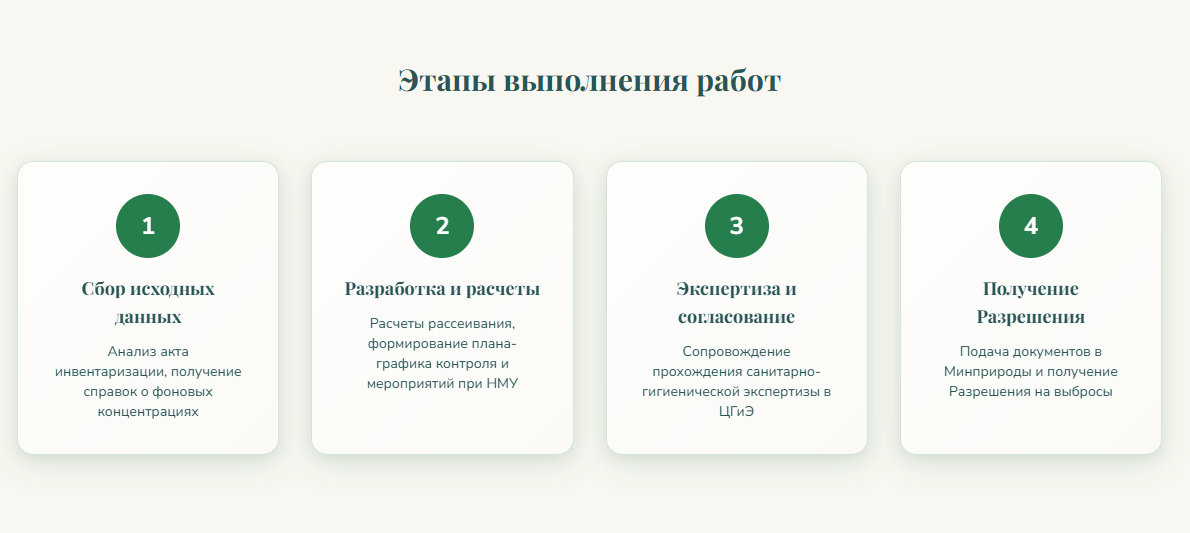 Этапы выполнения работ
1
Сбор исходных
данных
Анализ акта
инвентаризации, получение
справок о фоновых
концентрациях
2
Разработка и расчеты
Расчеты рассеивания,
формирование плана-
графика контроля и
мероприятий при НМУ
3
Экспертиза и
согласование
Сопровождение
прохождения санитарно-
гигиенической экспертизы в
ЦГиЭ
4
Получение
Разрешения
Подача документов в
Минприроды и получение
Разрешения на выбросы